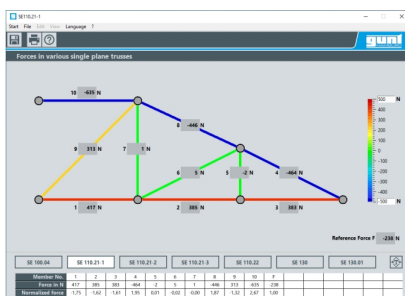 SE110.21-1
Start File Edit View Language ?
Forces in various single plane trusses
10 -635 N
500 N
8 -446 N
9 313 N 7 1 N
6 8 N 5 -2 N 4 -464 N
1 417 N 2 385 N 3 383 N
400
300
200
100
0
-100
-200
-300
-400
-500 N
Reference Force F -238 N
SE 100.04 SE 110.21-1 SE 110.21-2 SE 110.21-3 SE 110.22 SE 130 SE 130.01
Member No. 1 2 3 4 5 6 7 8 9 10 F
Force in N 417 385 383 -464 -2 5 1 -446 313 -635 -238
Normalized force -1,75 1,62 -1,61 1,95 0,01 -0,02 -0,00 1,87 -1,32 2,67 1,00